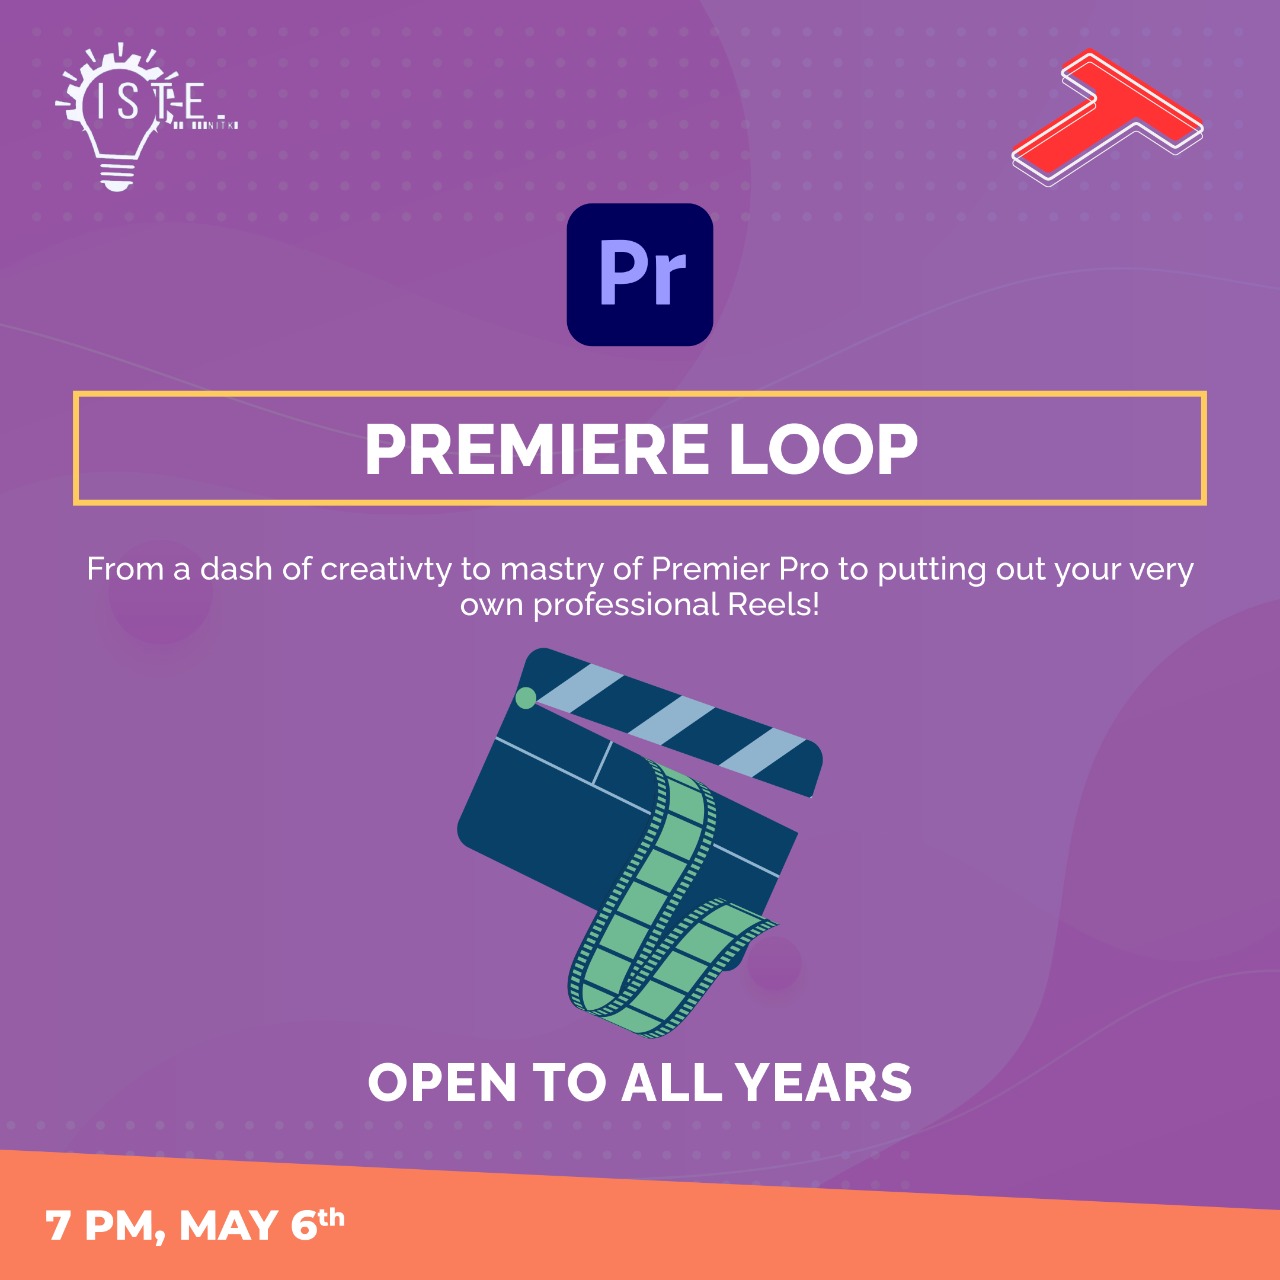 ISTE.
NITK
Pr
PREMIERE LOOP
From a dash of creativty to mastry of Premier Pro to putting out your very
own professional Reels!
OPEN TO ALL YEARS
7 PM, MAY 6th